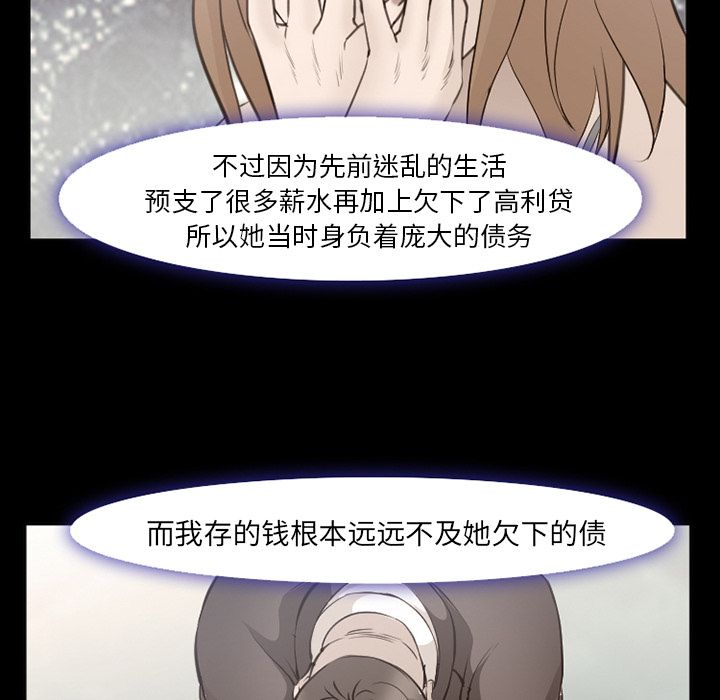 不过因为先前迷乱的生活
预支了很多薪水再加上欠下了高利贷
所以她当时身负着庞大的债务
而我存的钱根本远远不及她欠下的债